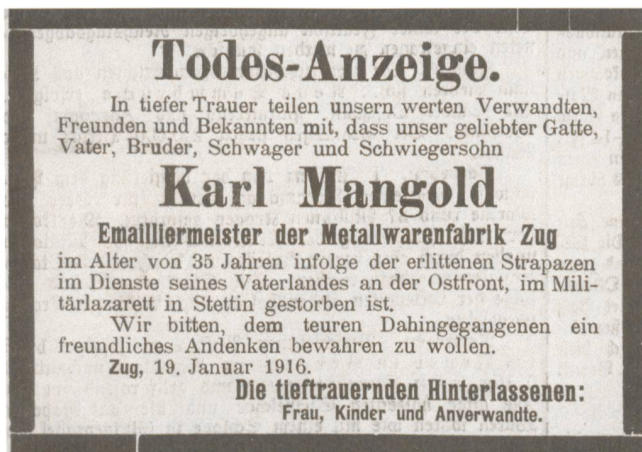 Todes-Anzeige.
In tiefer Trauer teilen unsern werten Verwandten,
Freunden und Bekannten mit, dass unser geliebter Gatte,
Vater, Bruder, Schwager und Schwiegersohn
Karl Mangold
Emailliermeister der Metallwarenfabrik Zug
im Alter von 35 Jahren infolge der erlittenen Strapazen
im Dienste seines Vaterlandes an der Ostfront, im Mili-
tärlazarett in Stettin gestorben ist.
Wir bitten, dem teuren Dahingegangenen ein
freundliches Andenken bewahren zu wollen.
Zug, 19. Januar 1916.
Die tieftrauernden Hinterlassenen:
Frau, Kinder und Anverwandte.